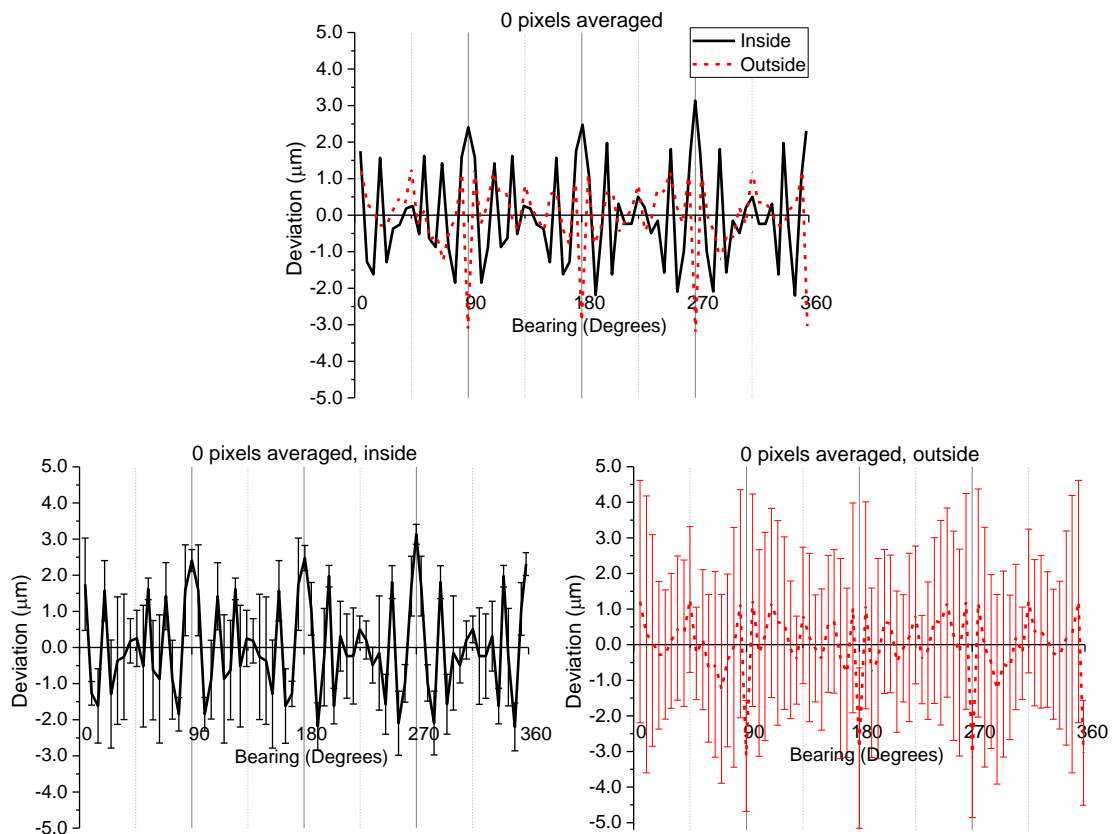 0 pixels averaged
Inside
Outside
5.0
4.0
3.0
2.0
1.0
0.0
-1.0
-2.0
-3.0
-4.0
-5.0
Deviation (μm)
0 90 180 270 360
Bearing (Degrees)
0 pixels averaged, inside
5.0
4.0
3.0
2.0
1.0
0.0
-1.0
-2.0
-3.0
-4.0
-5.0
Deviation (μm)
0 90 180 270 360
Bearing (Degrees)
0 pixels averaged, outside
5.0
4.0
3.0
2.0
1.0
0.0
-1.0
-2.0
-3.0
-4.0
-5.0
Deviation (μm)
0 90 180 270 360
Bearing (Degrees)